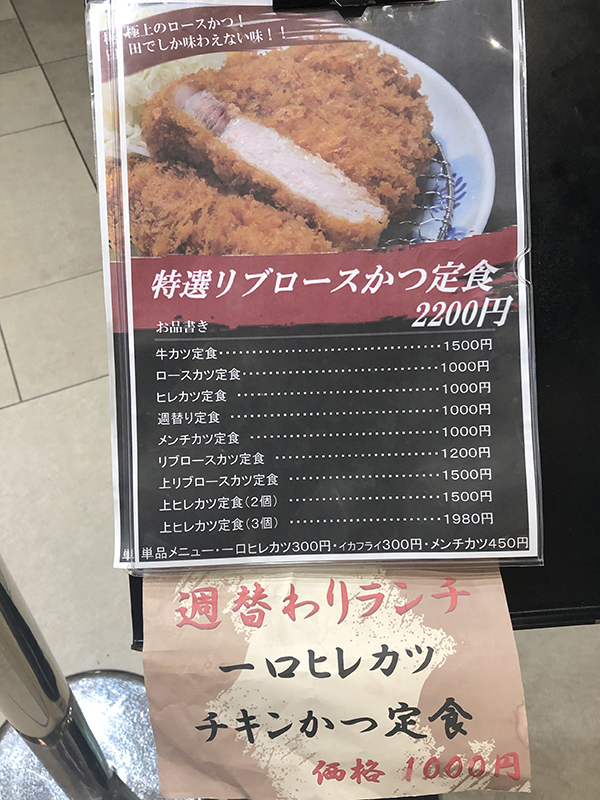 極上のロースかつ！
田でしか味わえない味！！
特選リブロースかつ定食
2200円
お品書き
牛カツ定食・・・・・・・・・・・・・・・・・・・・・・・・・・・・1500円
ロースカツ定食・・・・・・・・・・・・・・・・・・・・・・・・1000円
ヒレカツ定食 ・・・・・・・・・・・・・・・・・・・・・・・・・1000円
週替り定食 ・・・・・・・・・・・・・・・・・・・・・・・・・・・1000円
メンチカツ定食 ・・・・・・・・・・・・・・・・・・・・・・・1000円
リブロースカツ定食 ・・・・・・・・・・・・・・・・・・・1200円
上リブロースカツ定食 ・・・・・・・・・・・・・・・・・1500円
上ヒレカツ定食（2個） ・・・・・・・・・・・・・・・・・1500円
上ヒレカツ定食（3個） ・・・・・・・・・・・・・・・・・1980円
単品メニュー・一口ヒレカツ300円・イカフライ300円・メンチカツ450円
週替わりランチ
一口ヒレカツ
チキンかつ定食
価格 1000円